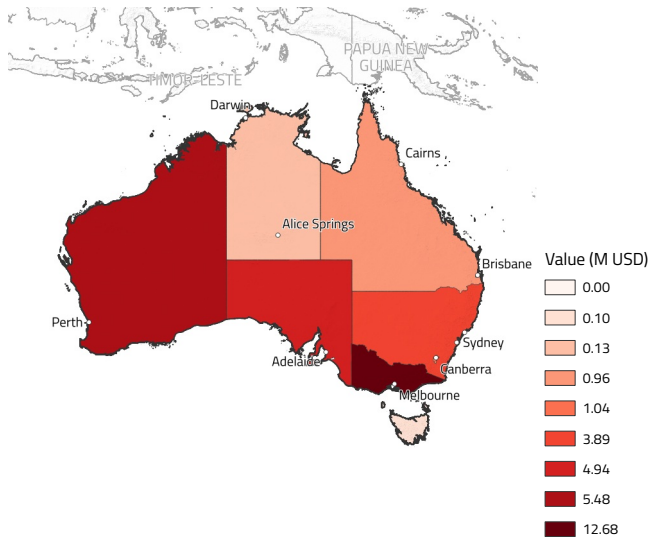 PAPUA NEW
GUINEA
TIMOR-LESTE
Darwin
Cairns
Alice Springs
Brisbane
Perth
Sydney
Adelaide
Canberra
Melbourne
Value (M USD)
0.00
0.10
0.13
0.96
1.04
3.89
4.94
5.48
12.68